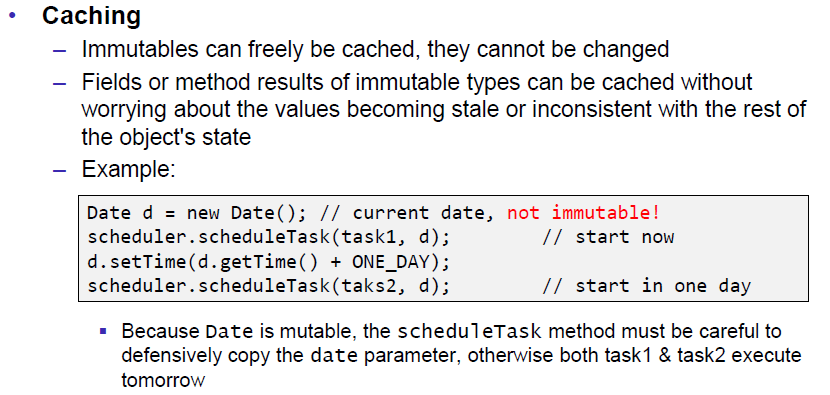 • Caching
– Immutables can freely be cached, they cannot be changed
– Fields or method results of immutable types can be cached without
worrying about the values becoming stale or inconsistent with the rest of
the object's state
– Example:
Date d = new Date(); // current date, not immutable!
scheduler.scheduleTask(task1, d); // start now
d.setTime(d.getTime() + ONE_DAY);
scheduler.scheduleTask(taks2, d); // start in one day
▪ Because Date is mutable, the scheduleTask method must be careful to
defensively copy the date parameter, otherwise both task1 & task2 execute
tomorrow